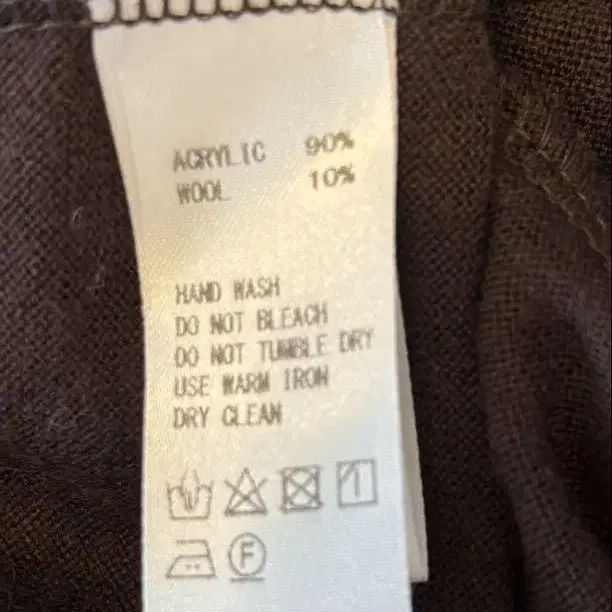 ACRYLIC 90%
WOOL 10%
HAND WASH
DO NOT BLEACH
DO NOT TUMBLE DRY
USE WARM IRON
DRY CLEAN
F